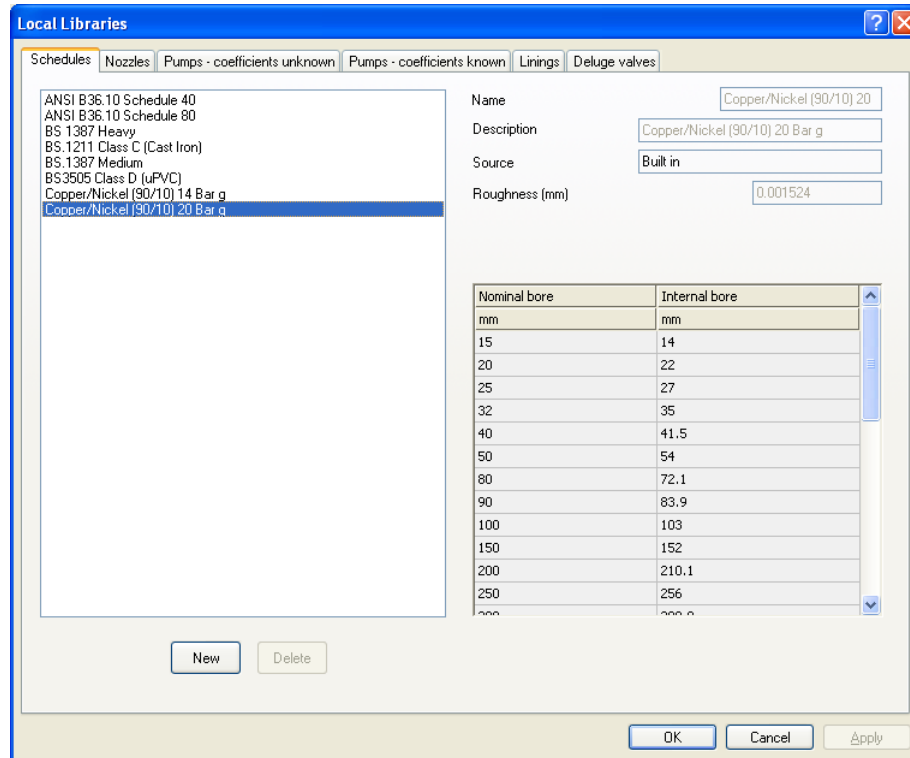 Local Libraries
Schedules Nozzles Pumps - coefficients unknown Pumps - coefficients known Linings Deluge valves
ANSI B36.10 Schedule 40
ANSI B36.10 Schedule 80
BS 1387 Heavy
BS.1211 Class C (Cast Iron)
BS.1387 Medium
BS3505 Class D (uPVC)
Copper/Nickel (90/10) 14 Bar g
Copper/Nickel (90/10) 20 Bar g
Name Copper/Nickel (90/10) 20
Description Copper/Nickel (90/10) 20 Bar g
Source Built in
Roughness (mm) 0.001524
Nominal bore Internal bore
mm mm
15 14
20 22
25 27
32 35
40 41.5
50 54
80 72.1
90 83.9
100 103
150 152
200 210.1
250 256
New Delete
OK Cancel Apply